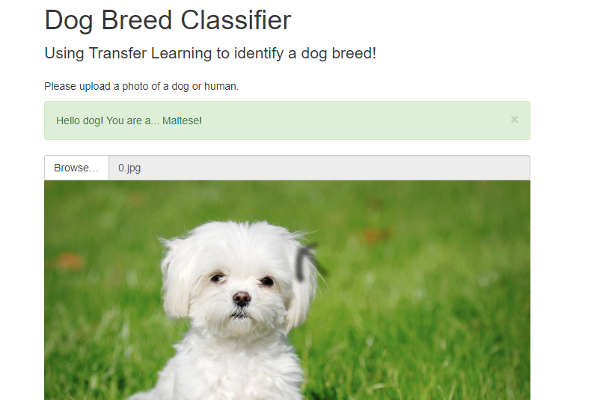 Dog Breed Classifier
Using Transfer Learning to identify a dog breed!
Please upload a photo of a dog or human.
Hello dog! You are a... Maltese!
×
Browse... 0.jpg